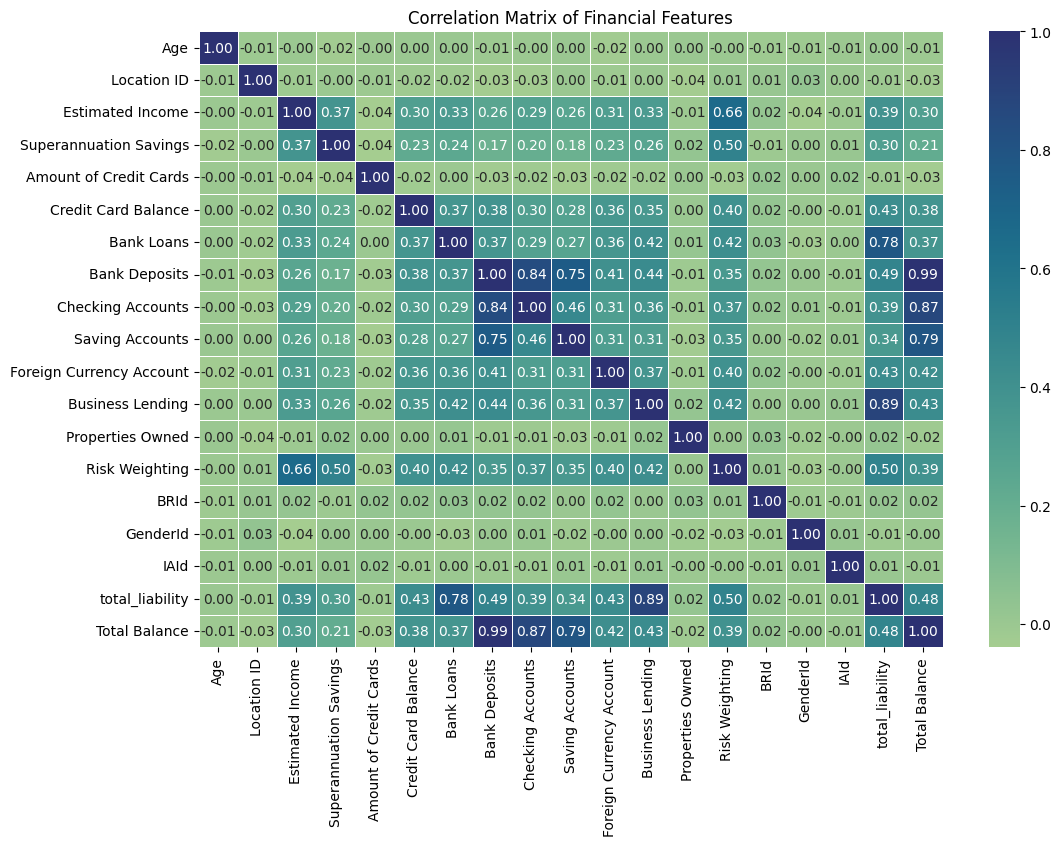 Correlation Matrix of Financial Features
Age 1.00 -0.01 -0.00 -0.02 -0.00 0.00 0.00 -0.01 -0.00 0.00 -0.02 0.00 0.00 -0.00 -0.01 -0.01 -0.01 0.00 -0.01
Location ID -0.01 1.00 -0.01 -0.00 -0.01 -0.02 -0.02 -0.03 -0.03 0.00 -0.01 0.00 -0.04 0.01 0.01 0.03 0.00 -0.01 -0.03
Estimated Income -0.00 -0.01 1.00 0.37 -0.04 0.30 0.33 0.26 0.29 0.26 0.31 0.33 -0.01 0.66 0.02 -0.04 -0.01 0.39 0.30
Superannuation Savings -0.02 -0.00 0.37 1.00 -0.04 0.23 0.24 0.17 0.20 0.18 0.23 0.26 0.02 0.50 -0.01 0.00 0.01 0.30 0.21
Amount of Credit Cards -0.00 -0.01 -0.04 -0.04 1.00 -0.02 0.00 -0.03 -0.02 -0.03 -0.02 -0.02 0.00 -0.03 0.02 0.00 0.02 -0.01 -0.03
Credit Card Balance 0.00 -0.02 0.30 0.23 -0.02 1.00 0.37 0.38 0.30 0.28 0.36 0.35 0.00 0.40 0.02 -0.00 -0.01 0.43 0.38
Bank Loans 0.00 -0.02 0.33 0.24 0.00 0.37 1.00 0.37 0.29 0.27 0.36 0.42 0.01 0.42 0.03 -0.03 0.00 0.78 0.37
Bank Deposits -0.01 -0.03 0.26 0.17 -0.03 0.38 0.37 1.00 0.84 0.75 0.41 0.44 -0.01 0.35 0.02 0.00 -0.01 0.49 0.99
Checking Accounts -0.00 -0.03 0.29 0.20 -0.02 0.30 0.29 0.84 1.00 0.46 0.31 0.36 -0.01 0.37 0.02 0.01 -0.01 0.39 0.87
Saving Accounts 0.00 0.00 0.26 0.18 -0.03 0.28 0.27 0.75 0.46 1.00 0.31 0.31 -0.03 0.35 0.00 -0.02 0.01 0.34 0.79
Foreign Currency Account -0.02 -0.01 0.31 0.23 -0.02 0.36 0.36 0.41 0.31 0.31 1.00 0.37 -0.01 0.40 0.02 -0.00 -0.01 0.43 0.42
Business Lending 0.00 0.00 0.33 0.26 -0.02 0.35 0.42 0.44 0.36 0.31 0.37 1.00 0.02 0.42 0.00 0.00 0.01 0.89 0.43
Properties Owned 0.00 -0.04 -0.01 0.02 0.00 0.00 0.01 -0.01 -0.01 -0.03 -0.01 0.02 1.00 0.00 0.03 -0.02 -0.00 0.02 -0.02
Risk Weighting -0.00 0.01 0.66 0.50 -0.03 0.40 0.42 0.35 0.37 0.35 0.40 0.42 0.00 1.00 0.01 -0.03 -0.00 0.50 0.39
BRId -0.01 0.01 0.02 -0.01 0.02 0.02 0.03 0.02 0.02 0.00 0.02 0.00 0.03 0.01 1.00 -0.01 -0.01 0.02 0.02
GenderId -0.01 0.03 -0.04 0.00 0.00 -0.00 -0.03 0.00 0.01 -0.02 -0.00 0.00 -0.02 -0.03 -0.01 1.00 0.01 -0.01 -0.00
IAId -0.01 0.00 -0.01 0.01 0.02 -0.01 0.00 -0.01 -0.01 0.01 -0.01 0.01 -0.00 -0.00 -0.01 0.01 1.00 0.01 -0.01
total_liability 0.00 -0.01 0.39 0.30 -0.01 0.43 0.78 0.49 0.39 0.34 0.43 0.89 0.02 0.50 0.02 -0.01 0.01 1.00 0.48
Total Balance -0.01 -0.03 0.30 0.21 -0.03 0.38 0.37 0.99 0.87 0.79 0.42 0.43 -0.02 0.39 0.02 -0.00 -0.01 0.48 1.00
Age
Location ID
Estimated Income
Superannuation Savings
Amount of Credit Cards
Credit Card Balance
Bank Loans
Bank Deposits
Checking Accounts
Saving Accounts
Foreign Currency Account
Business Lending
Properties Owned
Risk Weighting
BRId
GenderId
IAId
total_liability
Total Balance
1.0
0.8
0.6
0.4
0.2
0.0